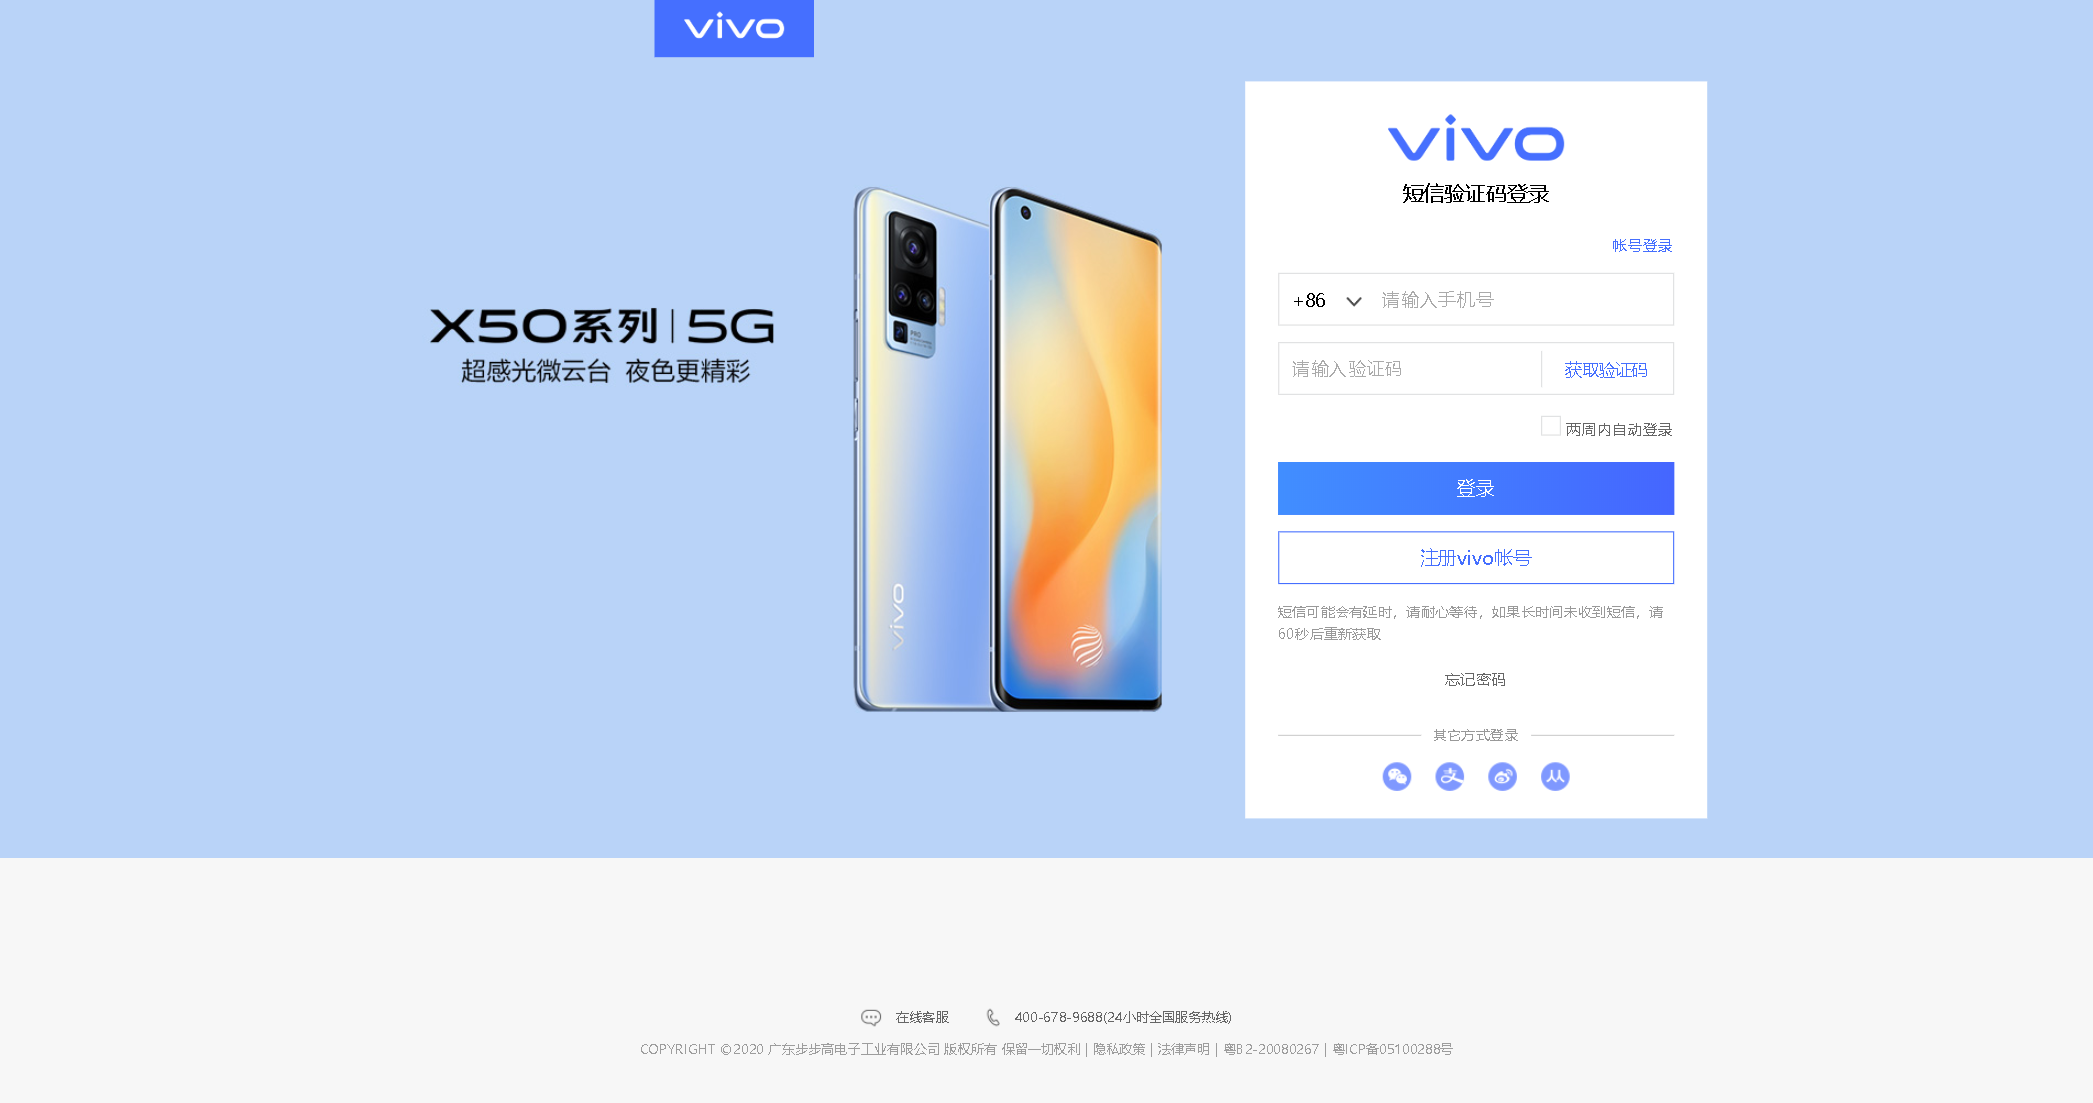 vivo
vivo
短信验证码登录
帐号登录
+86 请输入手机号
请输入验证码 获取验证码
两周内自动登录
登录
注册vivo帐号
短信可能会有延时，请耐心等待，如果长时间未收到短信，请
60秒后重新获取
忘记密码
其它方式登录
X50系列|5G
超感光微云台 夜色更精彩
PRO
vivo
在线客服 400-678-9688(24小时全国服务热线)
COPYRIGHT ©2020 广东步步高电子工业有限公司 版权所有 保留一切权利 | 隐私政策 | 法律声明 | 粤B2-20080267 | 粤ICP备05100288号